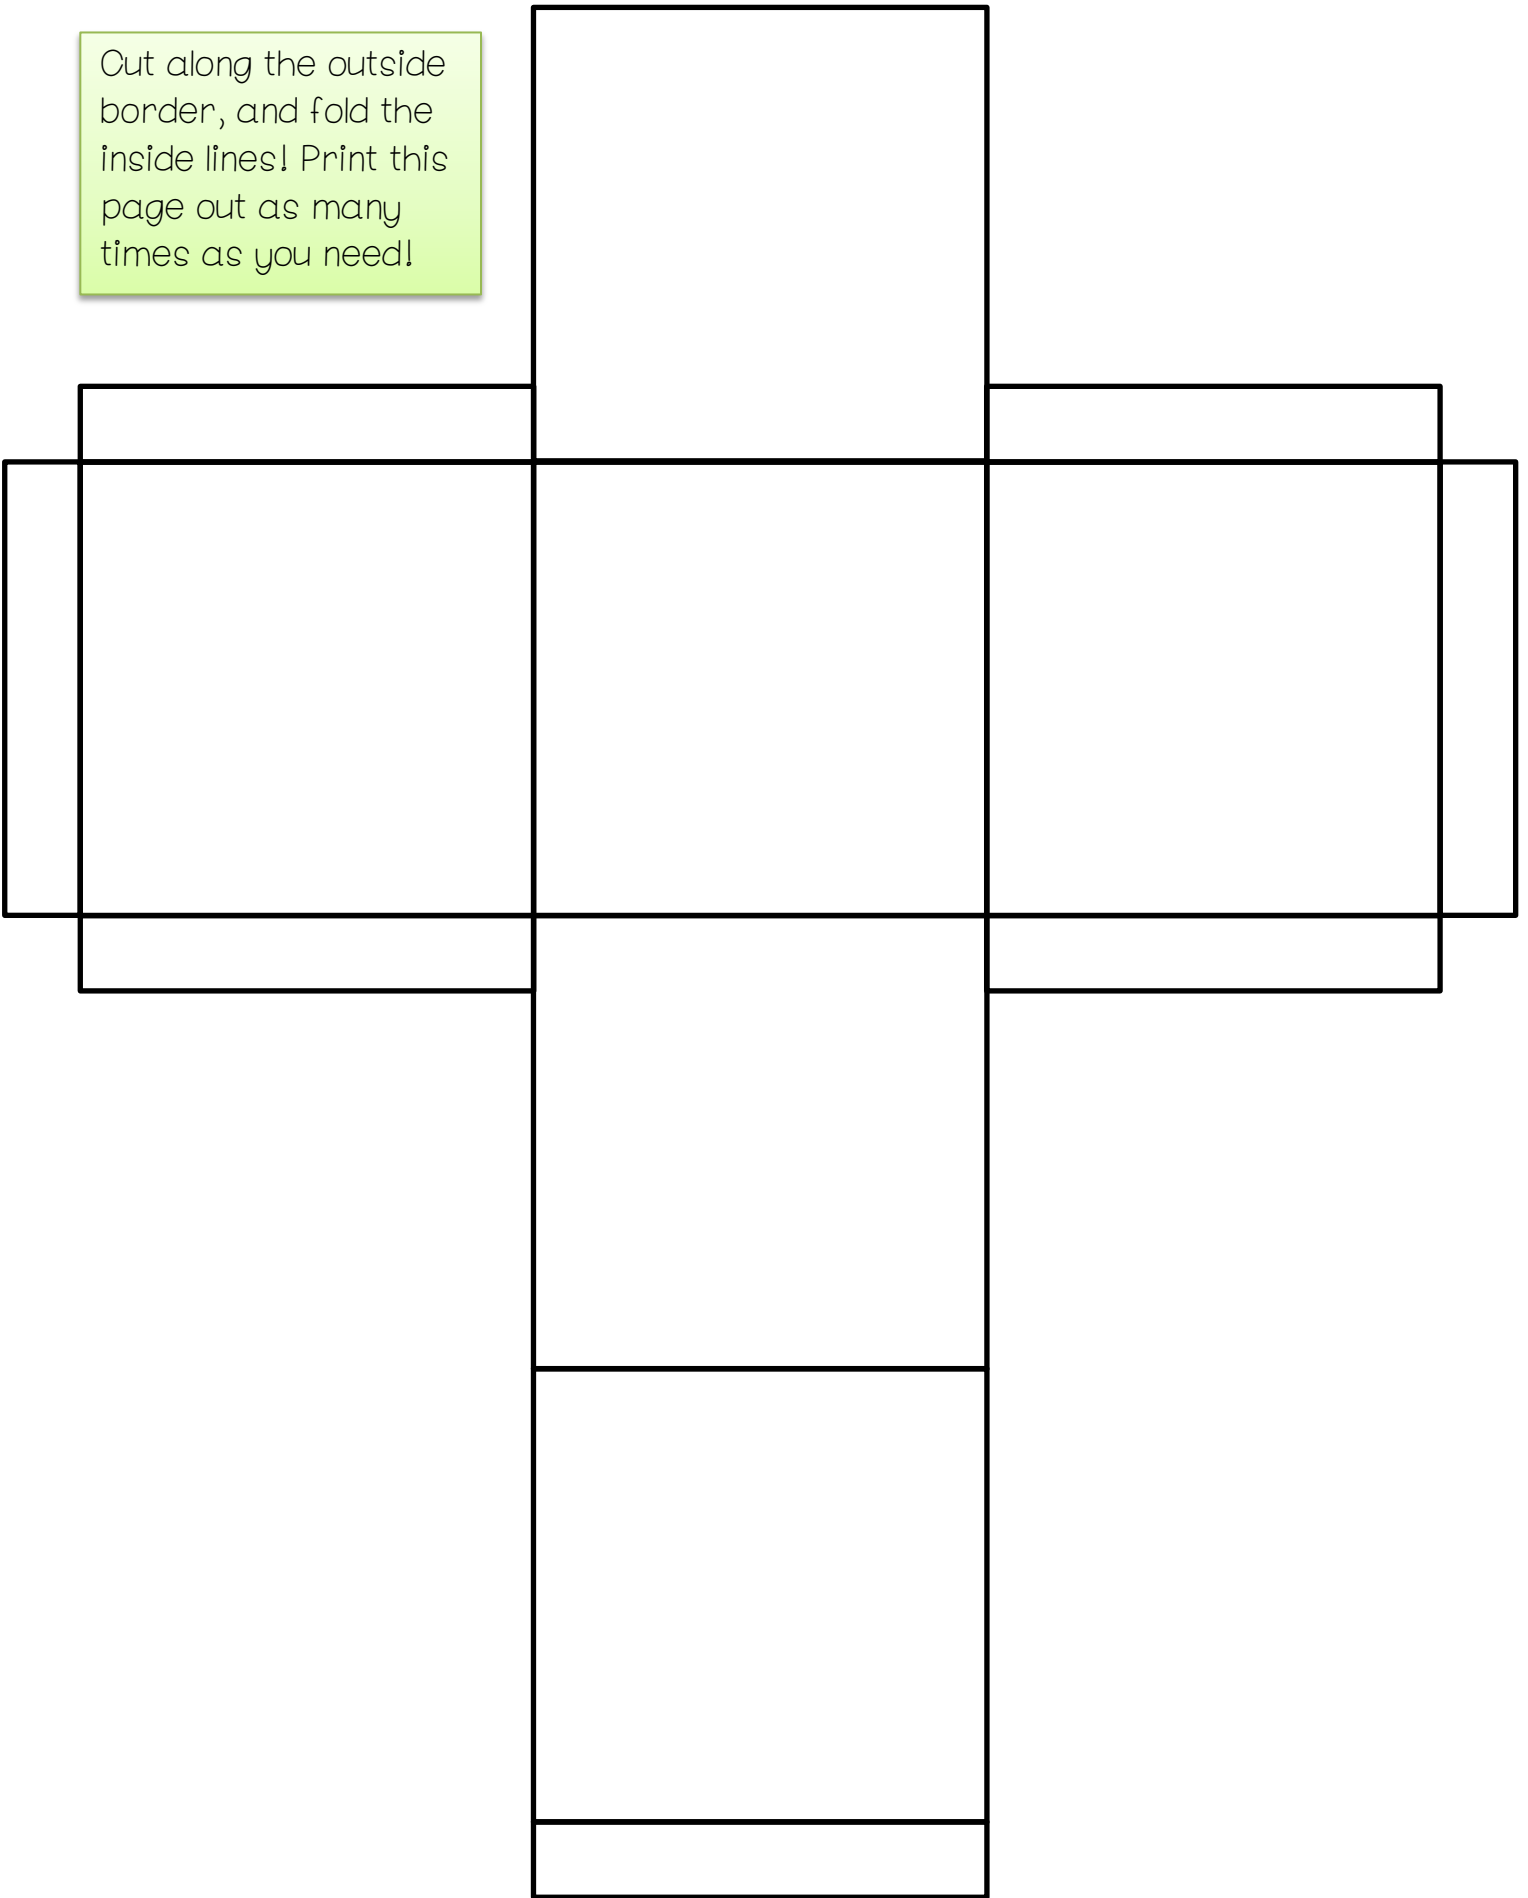 Cut along the outside
border, and fold the
inside lines! Print this
page out as many
times as you need!